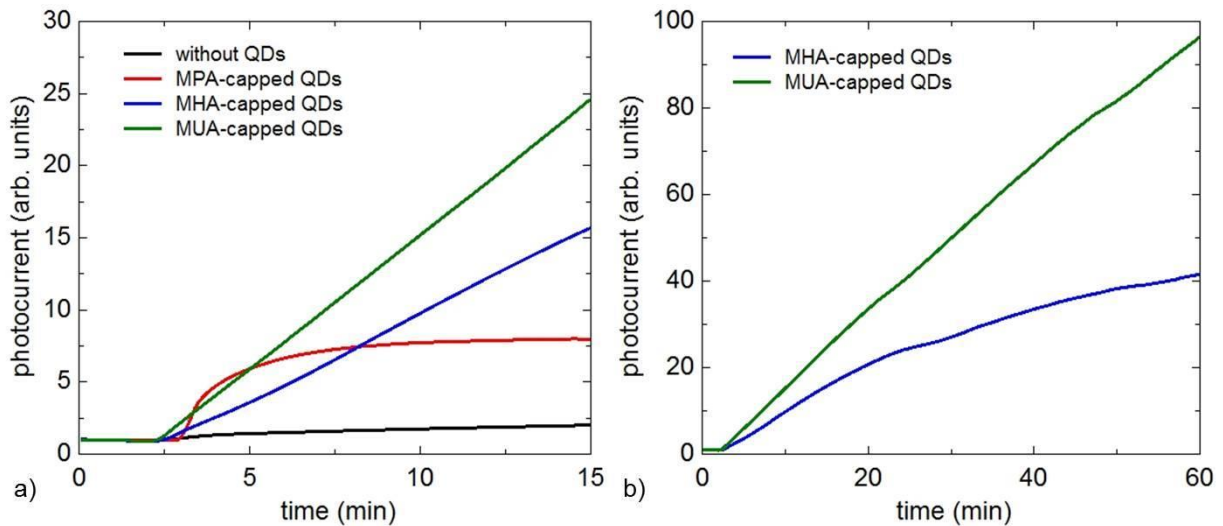 30
25
20
15
10
5
0
photocurrent (arb. units)
without QDs
MPA-capped QDs
MHA-capped QDs
MUA-capped QDs
0 5 10 15
time (min)
a)
100
80
60
40
20
0
photocurrent (arb. units)
MHA-capped QDs
MUA-capped QDs
0 20 40 60
time (min)
b)